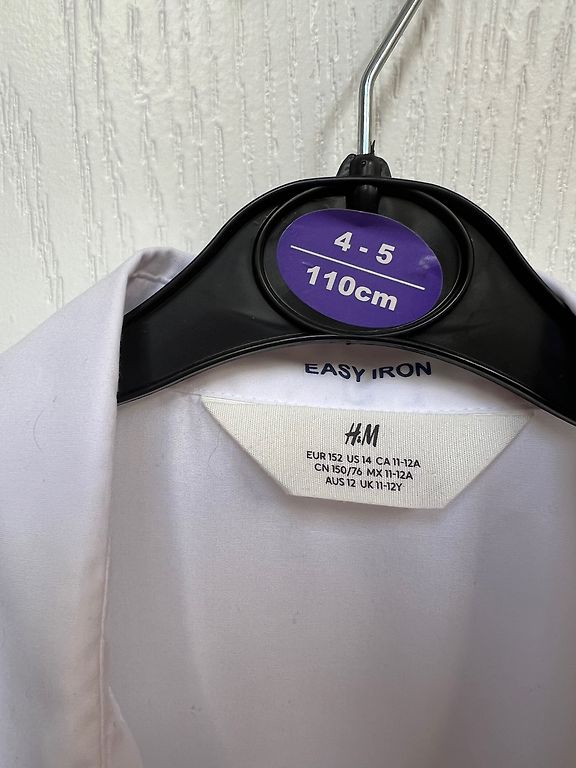 4 - 5
110cm
EASY IRON
H&M
EUR 152 US 14 CA 11-12A
CN 150/76 MX 11-12A
AUS 12 UK 11-12Y